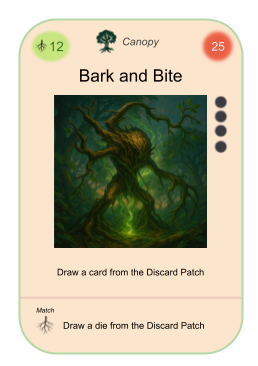 12
Canopy
25
Bark and Bite
Draw a card from the Discard Patch
Match
Draw a die from the Discard Patch